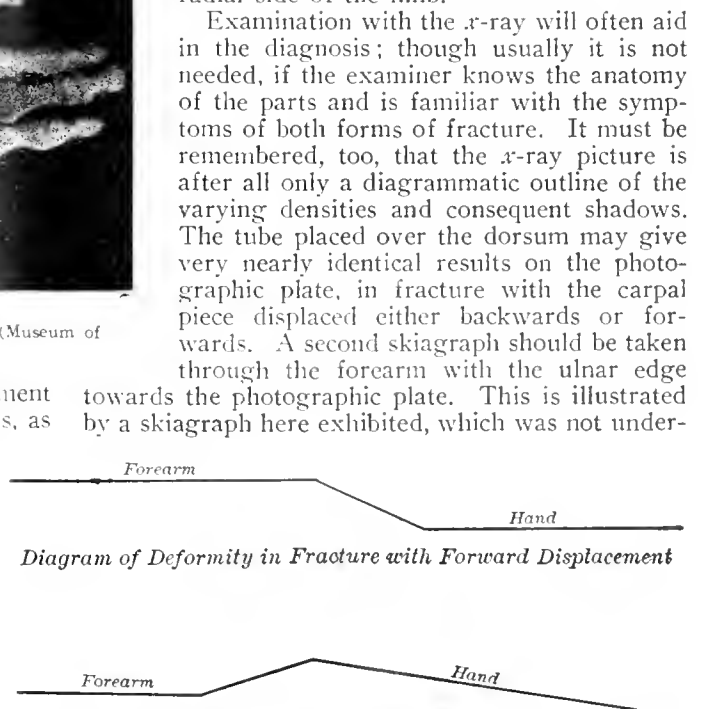 radial side of the limb.
Examination with the x-ray will often aid
in the diagnosis; though usually it is not
needed, if the examiner knows the anatomy
of the parts and is familiar with the symp-
toms of both forms of fracture. It must be
remembered, too, that the x-ray picture is
after all only a diagrammatic outline of the
varying densities and consequent shadows.
The tube placed over the dorsum may give
very nearly identical results on the photo-
graphic plate, in fracture with the carpal
piece displaced either backwards or for-
wards. A second skiagraph should be taken
through the forearm with the ulnar edge
towards the photographic plate. This is illustrated
by a skiagraph here exhibited, which was not under-
(Museum of
ment
s, as
Forearm
Hand
Diagram of Deformity in Fracture with Forward Displacement
Forearm
Hand